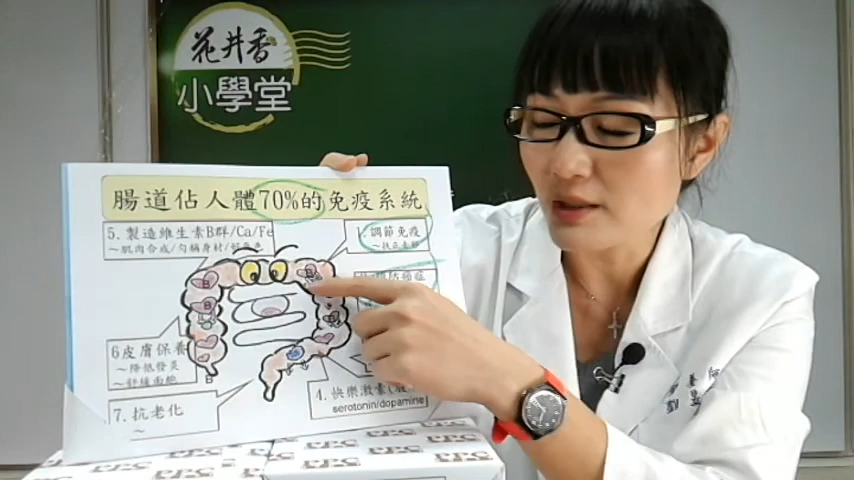 花井香
小學堂
腸道佔人體70%的免疫系統
5. 製造維生素B群/Ca/Fe
~肌肉合成/勻稱身材/
1. 調節免疫
6皮膚保養
~降低發炎
~舒緩面皰
7. 抗老化
~
4. 快樂激素(
serotonin/dopamine